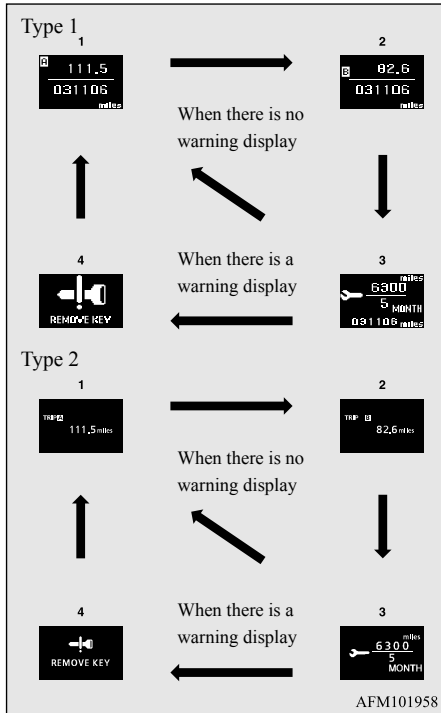 Type 1
1
2
A 111.5
031106
miles
B 82.6
031106
miles
When there is no
warning display
4
3
REMOVE KEY
When there is a
warning display
miles
6300
5 MONTH
031106 miles
Type 2
1
2
TRIP A
111.5 miles
TRIP B
82.6 miles
When there is no
warning display
4
3
REMOVE KEY
When there is a
warning display
miles
6300
5
MONTH
AFM101958